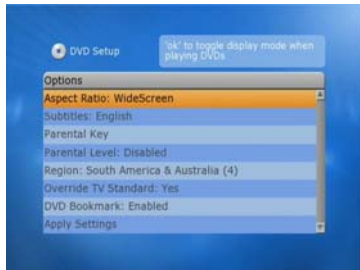 DVD Setup
'ok' to toggle display mode when
playing DVDs
Options
Aspect Ratio: WideScreen
Subtitles: English
Parental Key
Parental Level: Disabled
Region: South America & Australia (4)
Override TV Standard: Yes
DVD Bookmark: Enabled
Apply Settings